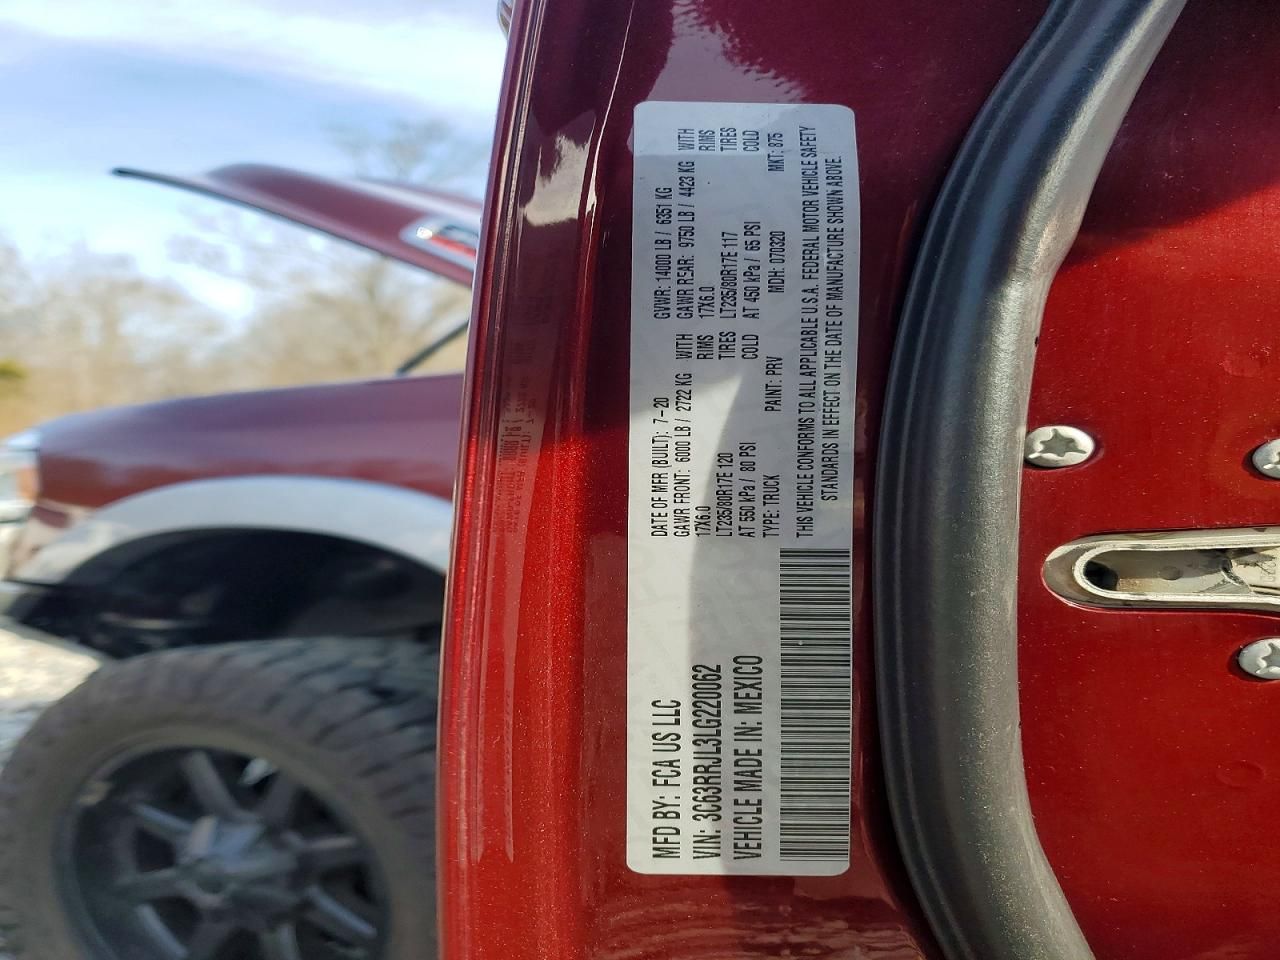 MFD BY: FCA US LLC
VIN: 3C63RRJL3LG220062
VEHICLE MADE IN: MEXICO
DATE OF MFR (BUILT): 7-20 GVWR: 14000 LB / 6351 KG
GAWR FRONT: 6000 LB / 2722 KG WITH GAWR REAR: 9750 LB / 4423 KG WITH
17X6.0 RIMS 17X6.0 RIMS
LT235/80R17E 120 TIRES LT235/80R17E 117 TIRES
AT 550 kPa / 80 PSI COLD AT 450 kPa / 65 PSI COLD
TYPE: TRUCK PAINT: PRV MDH: 070320 MKT: 875
THIS VEHICLE CONFORMS TO ALL APPLICABLE U.S.A. FEDERAL MOTOR VEHICLE SAFETY
STANDARDS IN EFFECT ON THE DATE OF MANUFACTURE SHOWN ABOVE.